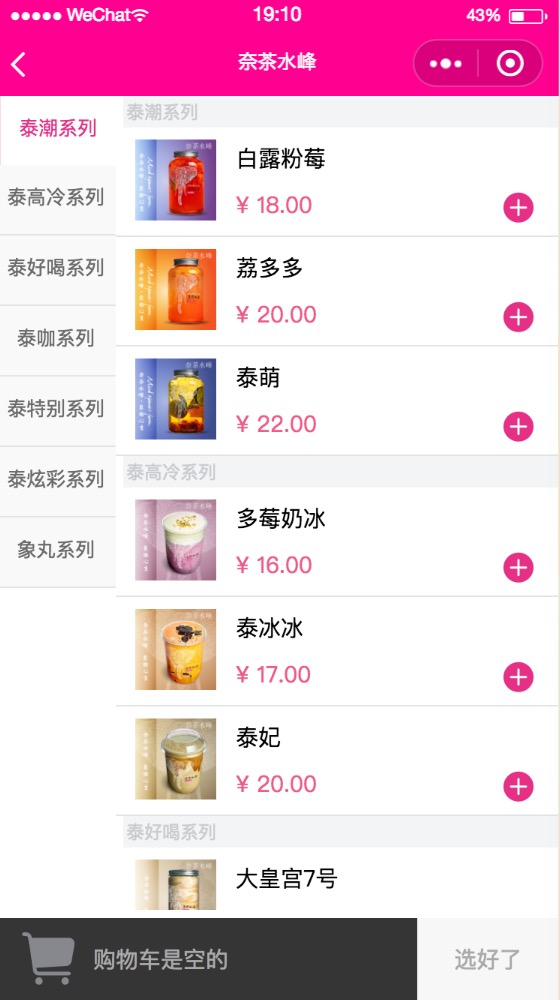 WeChat
19:10
43%
奈茶水峰
泰潮系列
泰高冷系列
泰好喝系列
泰咖系列
泰特别系列
泰炫彩系列
象丸系列
泰潮系列
白露粉莓
¥ 18.00
荔多多
¥ 20.00
泰萌
¥ 22.00
泰高冷系列
多莓奶冰
¥ 16.00
泰冰冰
¥ 17.00
泰妃
¥ 20.00
泰好喝系列
大皇宫7号
购物车是空的
选好了